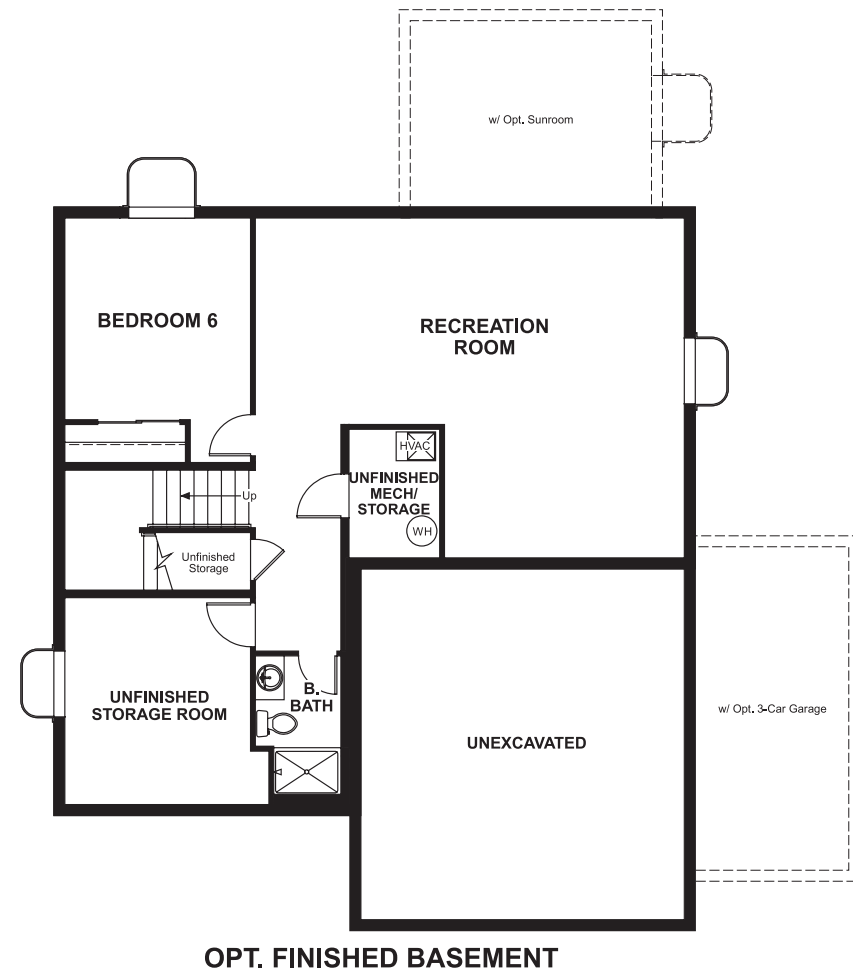 w/ Opt. Sunroom
BEDROOM 6
RECREATION
ROOM
HVAC
UNFINISHED
MECH/
STORAGE
Up
WH
Unfinished
Storage
B.
BATH
UNFINISHED
STORAGE ROOM
w/ Opt. 3-Car Garage
UNEXCAVATED
OPT. FINISHED BASEMENT